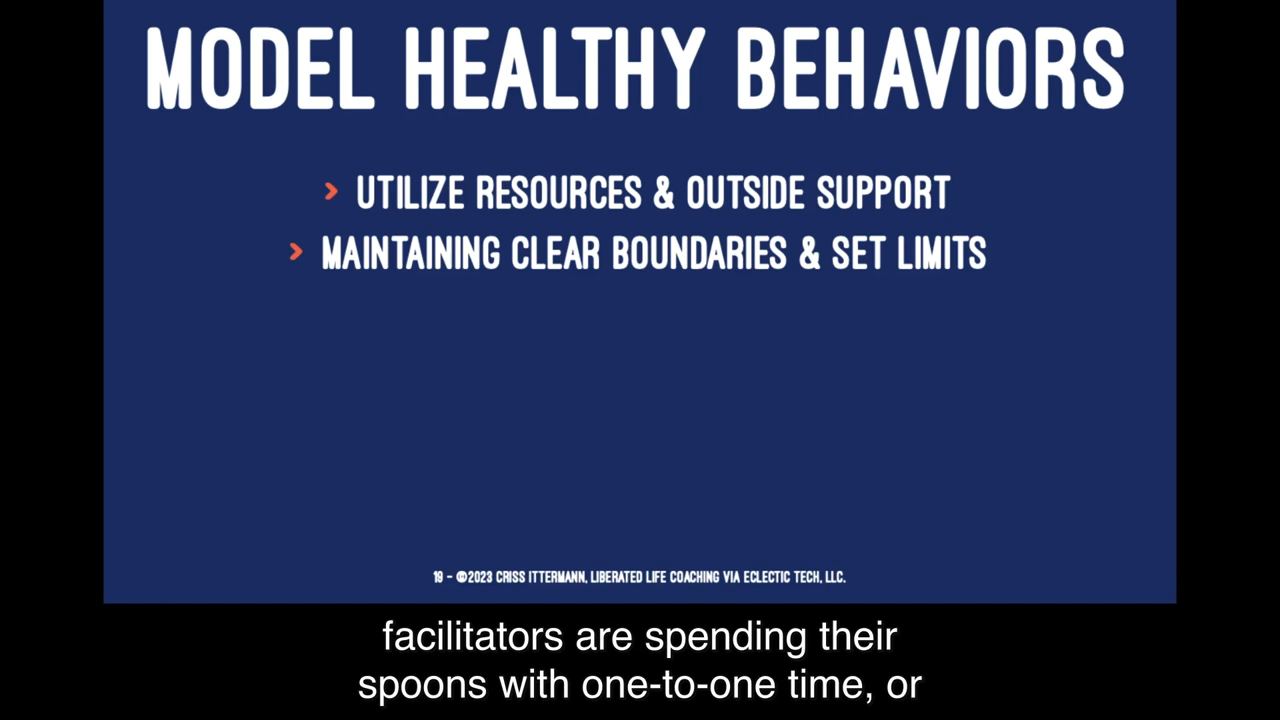 MODEL HEALTHY BEHAVIORS
> UTILIZE RESOURCES & OUTSIDE SUPPORT
> MAINTAINING CLEAR BOUNDARIES & SET LIMITS
19 - ©2023 CRISS ITTERMANN, LIBERATED LIFE COACHING VIA ECLECTIC TECH, LLC.
facilitators are spending their
spoons with one-to-one time, or